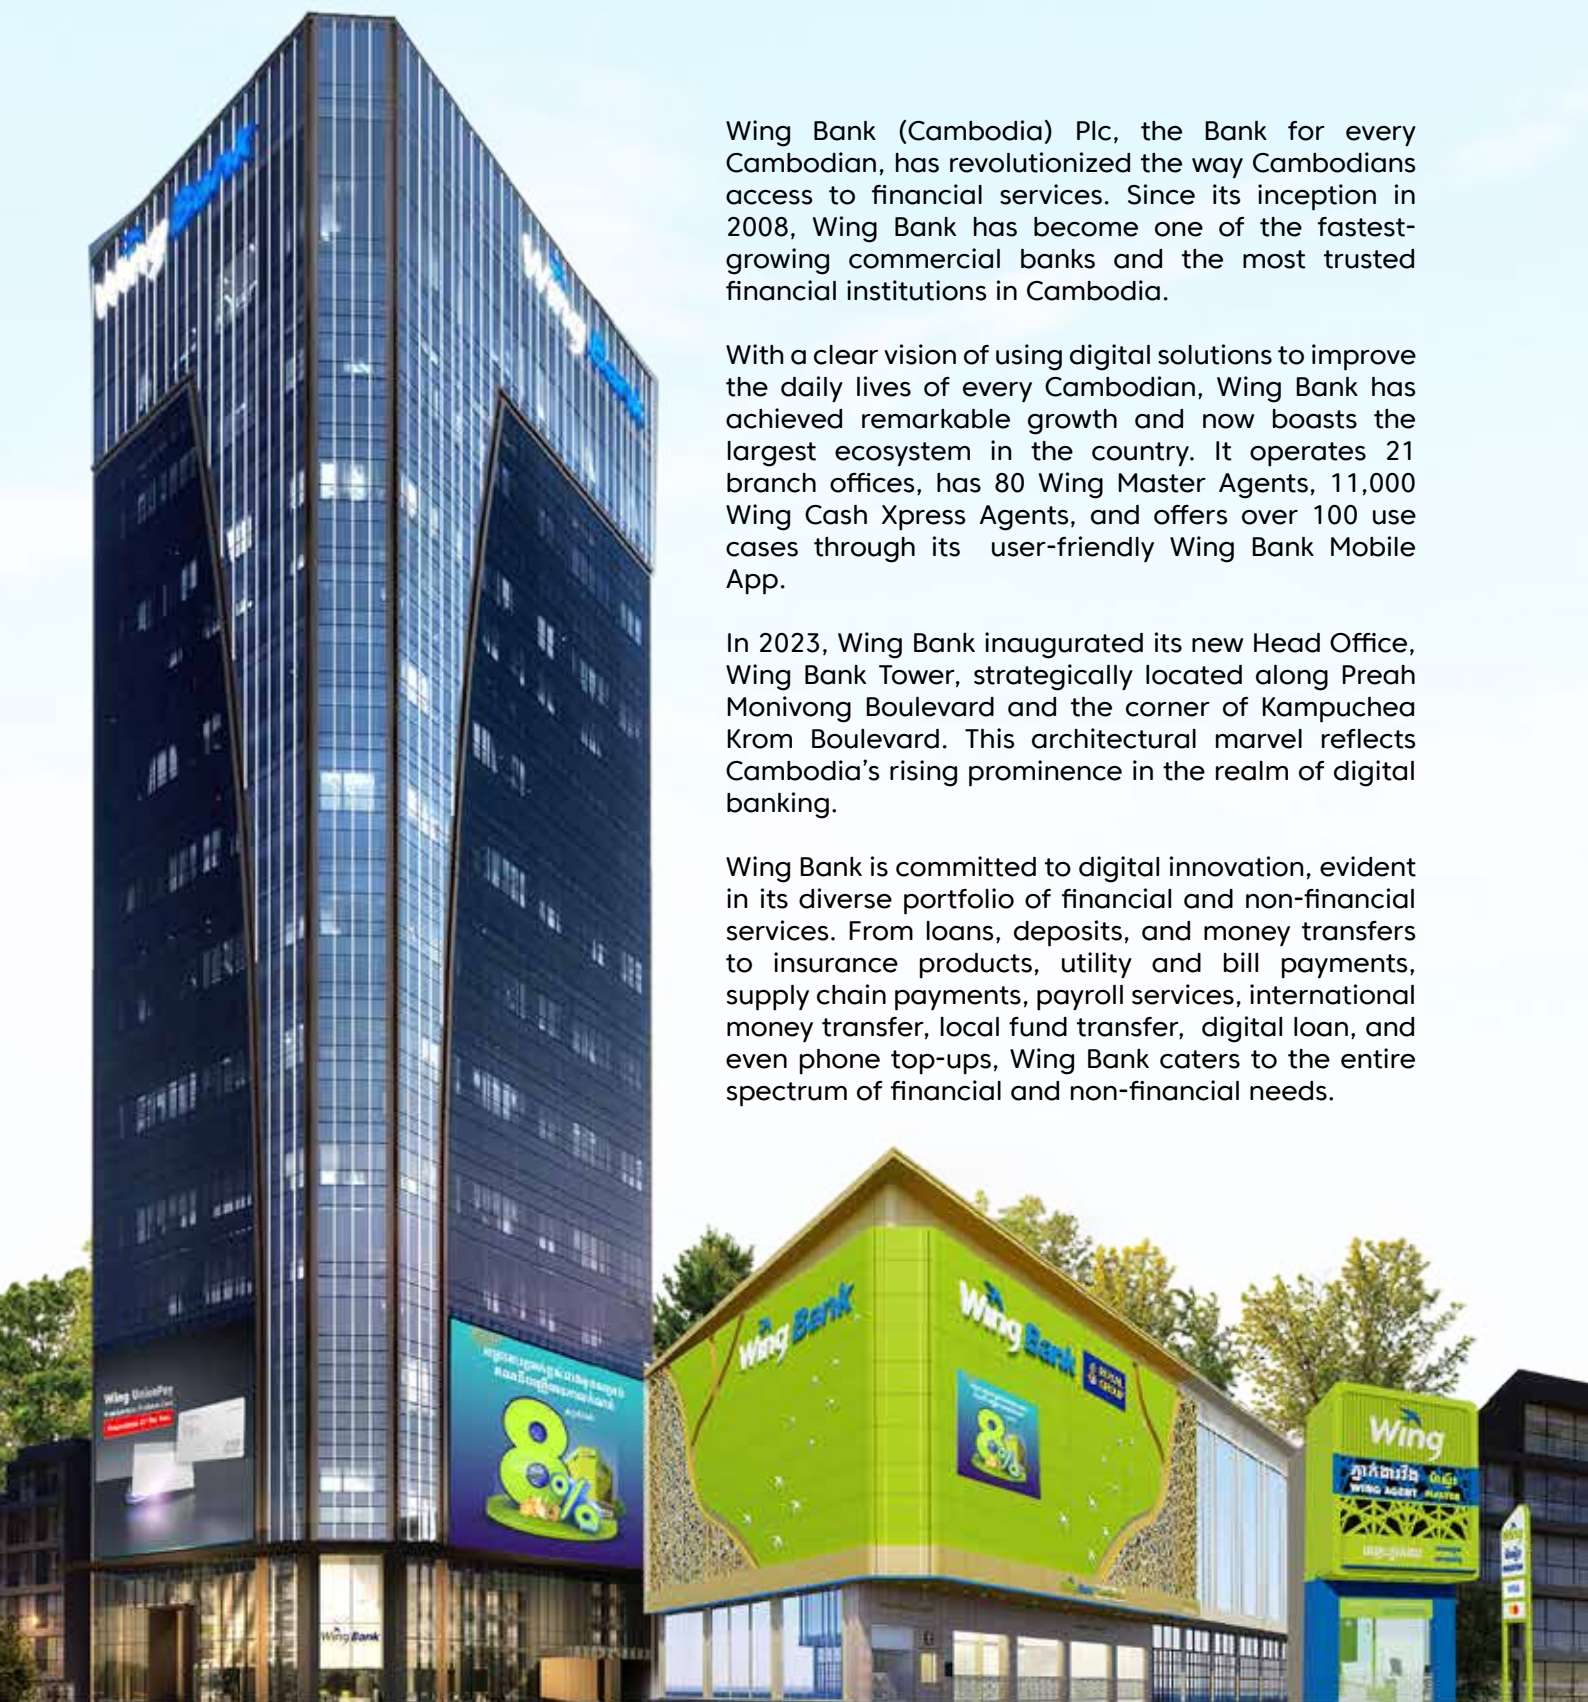 Wing Bank (Cambodia) Plc, the Bank for every
Cambodian, has revolutionized the way Cambodians
access to financial services. Since its inception in
2008, Wing Bank has become one of the fastest-
growing commercial banks and the most trusted
financial institutions in Cambodia.
With a clear vision of using digital solutions to improve
the daily lives of every Cambodian, Wing Bank has
achieved remarkable growth and now boasts the
largest ecosystem in the country. It operates 21
branch offices, has 80 Wing Master Agents, 11,000
Wing Cash Xpress Agents, and offers over 100 use
cases through its user-friendly Wing Bank Mobile
App.
In 2023, Wing Bank inaugurated its new Head Office,
Wing Bank Tower, strategically located along Preah
Monivong Boulevard and the corner of Kampuchea
Krom Boulevard. This architectural marvel reflects
Cambodia’s rising prominence in the realm of digital
banking.
Wing Bank is committed to digital innovation, evident
in its diverse portfolio of financial and non-financial
services. From loans, deposits, and money transfers
to insurance products, utility and bill payments,
supply chain payments, payroll services, international
money transfer, local fund transfer, digital loan, and
even phone top-ups, Wing Bank caters to the entire
spectrum of financial and non-financial needs.
Wing Bank
Wing Bank
Wing UnionPay
8%
Wing Bank
Wing Bank
Wing Bank
ROYAL
GROUP
8%
Wing
ភ្នាក់ងារវីង
WING AGENT MASTER
Wing
VISA